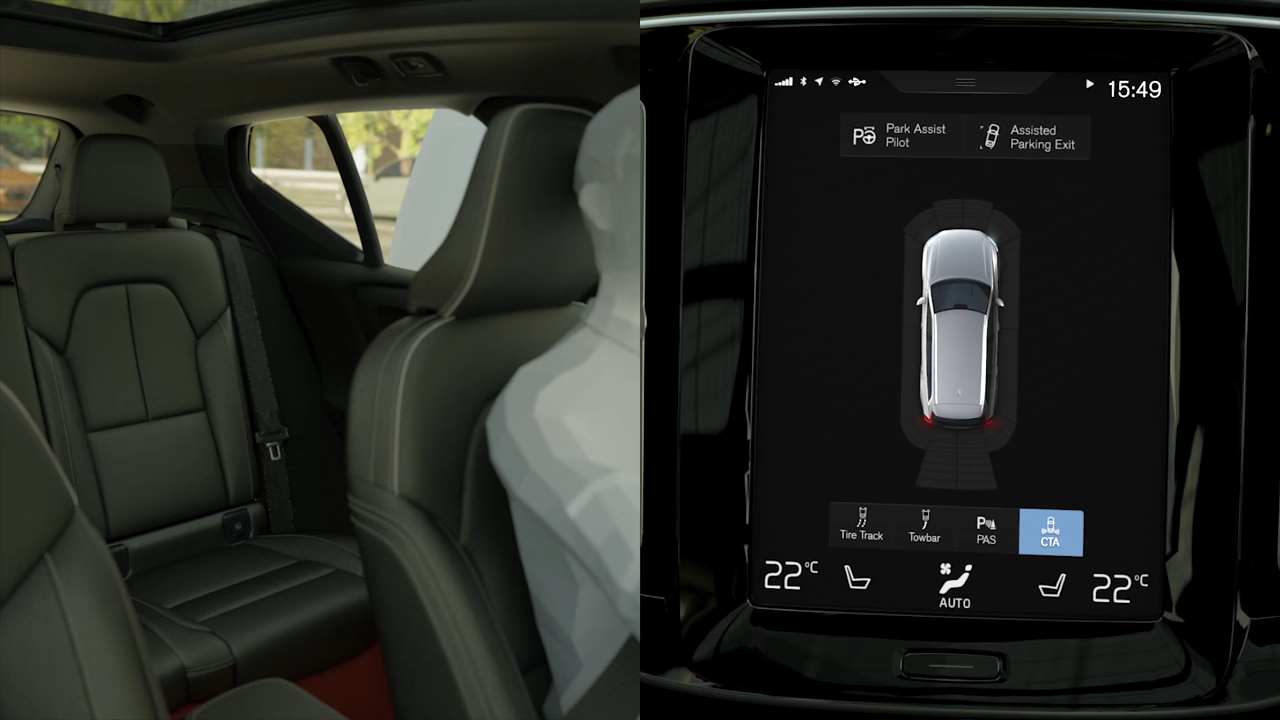 15:49
Park Assist
Pilot
Assisted
Parking Exit
Tire Track
Towbar
PAS
CTA
22°C
AUTO
22°C